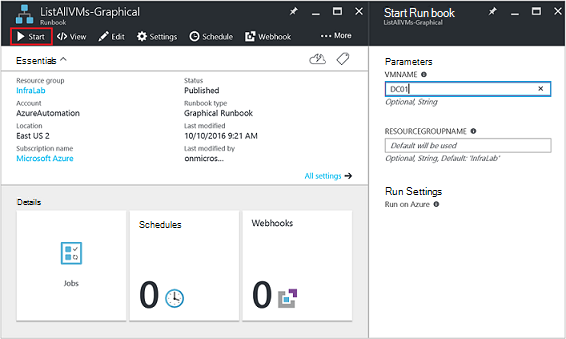 ListAllVMs-Graphical
Runbook
Start </> View Edit Settings Schedule Webhook ••• More
Essentials
Resource group
InfraLab
Account
AzureAutomation
Location
East US 2
Subscription name
Microsoft Azure
Status
Published
Runbook type
Graphical Runbook
Last modified
10/10/2016 9:21 AM
Last modified by
onmicros...
All settings →
Details
Jobs
Schedules
0
Webhooks
0
Start Runbook
ListAllVMs-Graphical
Parameters
VMNAME
DC01
Optional, String
RESOURCEGROUPNAME
Default will be used
Optional, String, Default: 'InfraLab'
Run Settings
Run on Azure